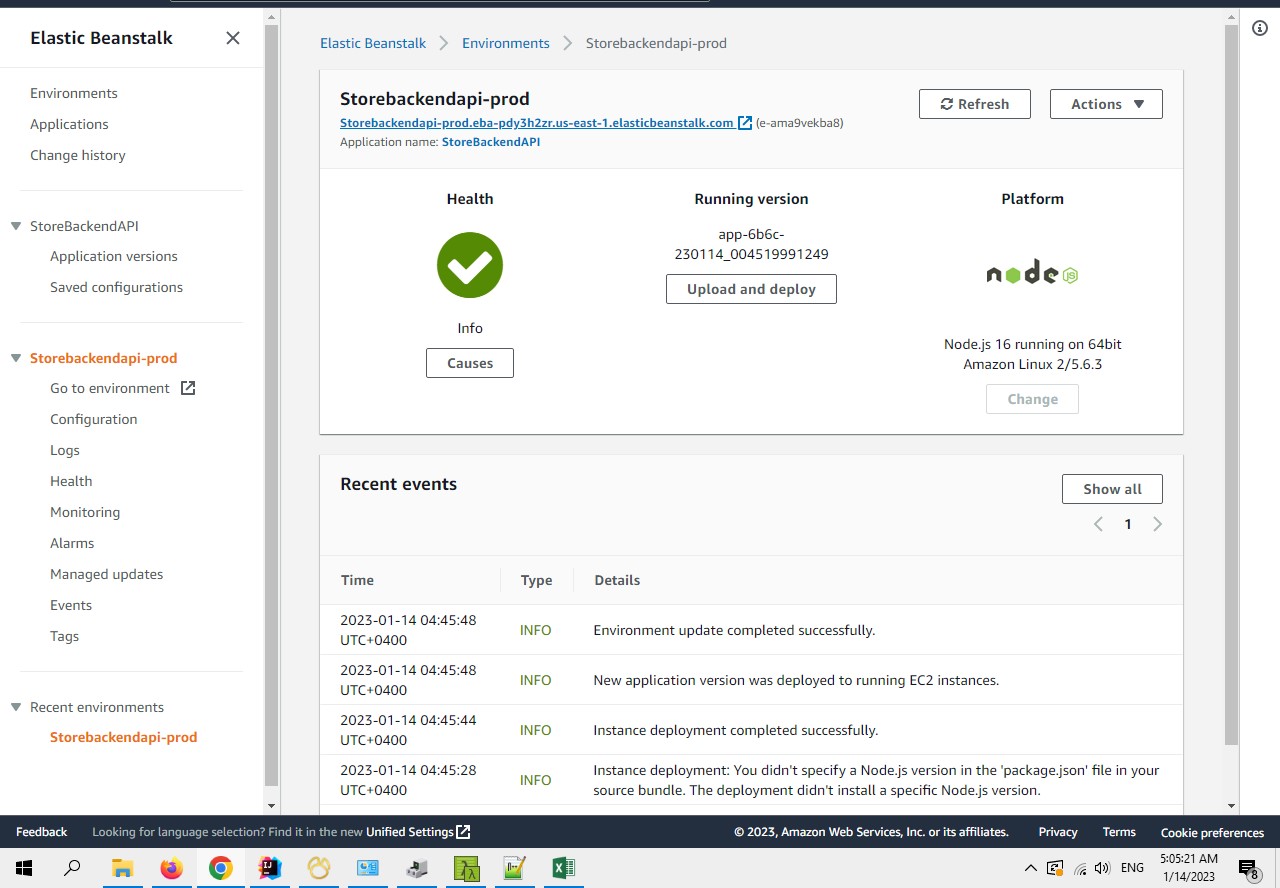 Elastic Beanstalk
Environments
Applications
Change history
StoreBackendAPI
Application versions
Saved configurations
Storebackendapi-prod
Go to environment
Configuration
Logs
Health
Monitoring
Alarms
Managed updates
Events
Tags
Recent environments
Storebackendapi-prod
Elastic Beanstalk Environments Storebackendapi-prod
Storebackendapi-prod
Refresh
Actions
Storebackendapi-prod.eba-pdy3h2zr.us-east-1.elasticbeanstalk.com (e-ama9vekba8)
Application name: StoreBackendAPI
Health
Info
Causes
Running version
app-6b6c-
230114_004519991249
Upload and deploy
Platform
node JS
Node.js 16 running on 64bit
Amazon Linux 2/5.6.3
Change
Recent events
Show all
1
Time Type Details
2023-01-14 04:45:48
UTC+0400
INFO
Environment update completed successfully.
2023-01-14 04:45:48
UTC+0400
INFO
New application version was deployed to running EC2 instances.
2023-01-14 04:45:44
UTC+0400
INFO
Instance deployment completed successfully.
2023-01-14 04:45:28
UTC+0400
INFO
Instance deployment: You didn't specify a Node.js version in the 'package.json' file in your
source bundle. The deployment didn't install a specific Node.js version.
Feedback Looking for language selection? Find it in the new Unified Settings © 2023, Amazon Web Services, Inc. or its affiliates. Privacy Terms Cookie preferences
ENG
5:05:21 AM
1/14/2023
8